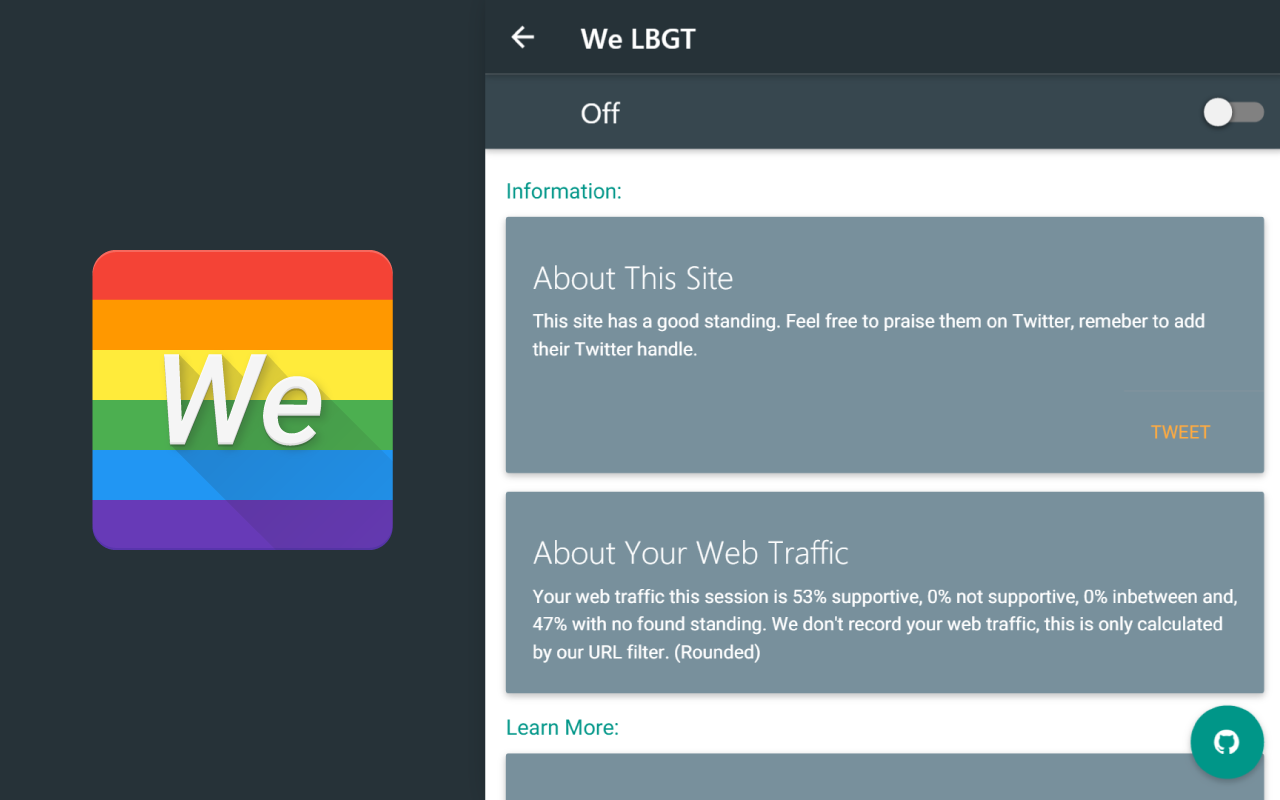 We
We LBGT
Off
Information:
About This Site
This site has a good standing. Feel free to praise them on Twitter, remeber to add
their Twitter handle.
TWEET
About Your Web Traffic
Your web traffic this session is 53% supportive, 0% not supportive, 0% inbetween and,
47% with no found standing. We don't record your web traffic, this is only calculated
by our URL filter. (Rounded)
Learn More: